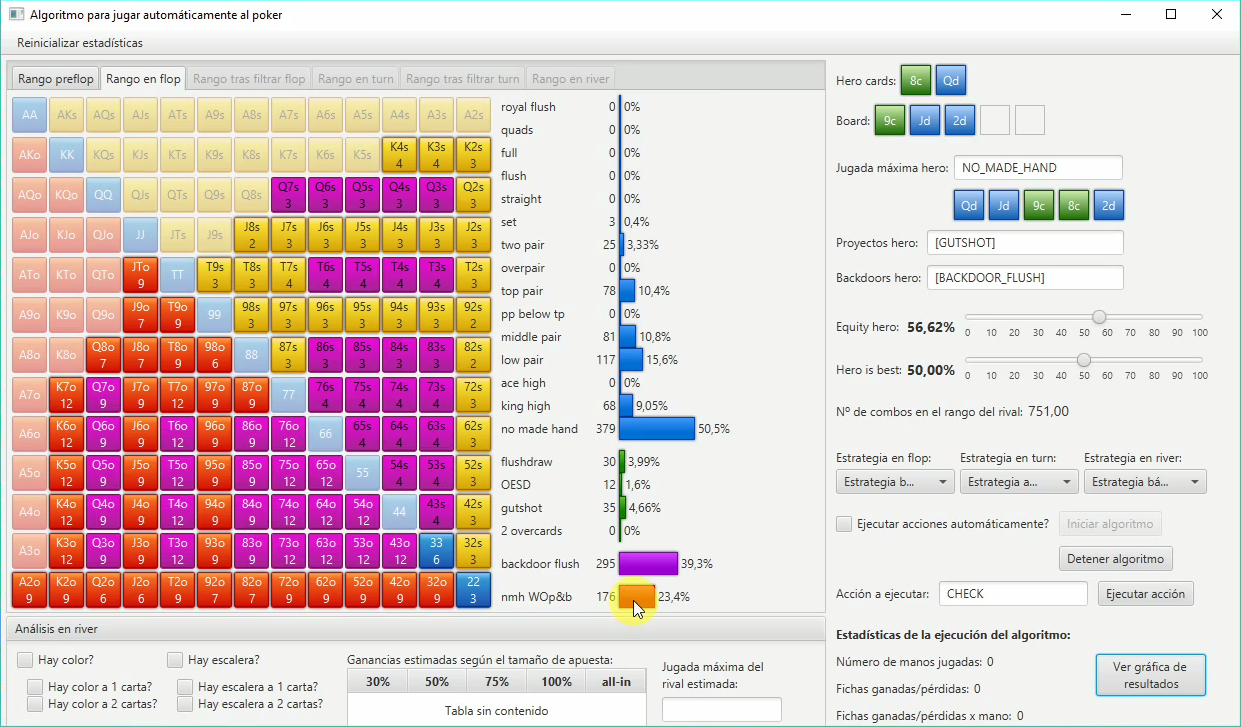 Algoritmo para jugar automáticamente al poker
Reinicializar estadísticas
Rango preflop Rango en flop Rango tras filtrar flop Rango en turn Rango tras filtrar turn Rango en river
AA AKs AQs AJs ATs A9s A8s A7s A6s A5s A4s A3s A2s
AKo KK KQs KJs KTs K9s K8s K7s K6s K5s K4s K3s K2s
4 4 3
AQo KQo QQ QJs QTs Q9s Q8s Q7s Q6s Q5s Q4s Q3s Q2s
3 3 3 3 3 3
AJo KJo QJo JJ JTs J9s J8s J7s J6s J5s J4s J3s J2s
2 3 3 3 3 3 3
ATo KTo QTo JTo TT T9s T8s T7s T6s T5s T4s T3s T2s
9 3 3 4 4 4 4 4 3
A9o K9o Q9o J9o T9o 99 98s 97s 96s 95s 94s 93s 92s
9 9 3 3 3 3 3 3 2
A8o K8o Q8o J8o T8o 98o 88 87s 86s 85s 84s 83s 82s
7 7 9 6 3 3 3 3 3 2
A7o K7o Q7o J7o T7o 97o 87o 77 76s 75s 74s 73s 72s
12 9 9 12 9 9 4 4 4 4 3
A6o K6o Q6o J6o T6o 96o 86o 76o 66 65s 64s 63s 62s
12 9 9 12 9 9 12 4 4 4 3
A5o K5o Q5o J5o T5o 95o 85o 75o 65o 55 54s 53s 52s
12 9 9 12 9 9 12 12 4 4 3
A4o K4o Q4o J4o T4o 94o 84o 74o 64o 54o 44 43s 42s
12 9 9 12 9 9 12 12 12 4 3
A3o K3o Q3o J3o T3o 93o 83o 73o 63o 53o 43o 33 32s
12 9 9 12 9 9 12 12 12 12 6 3
A2o K2o Q2o J2o T2o 92o 82o 72o 62o 52o 42o 32o 22
9 9 6 6 9 7 7 9 9 9 9 9 3
royal flush 0 0%
quads 0 0%
full 0 0%
flush 0 0%
straight 0 0%
set 3 0,4%
two pair 25 3,33%
overpair 0 0%
top pair 78 10,4%
pp below tp 0 0%
middle pair 81 10,8%
low pair 117 15,6%
ace high 0 0%
king high 68 9,05%
no made hand 379 50,5%
flushdraw 30 3,99%
OESD 12 1,6%
gutshot 35 4,66%
2 overcards 0 0%
backdoor flush 295 39,3%
nmh WOp&b 176 23,4%
Análisis en river
Hay color? Hay escalera?
Hay color a 1 carta? Hay escalera a 1 carta?
Hay color a 2 cartas? Hay escalera a 2 cartas?
Ganancias estimadas según el tamaño de apuesta:
30% 50% 75% 100% all-in
Tabla sin contenido
Jugada máxima del
rival estimada:
Hero cards: 8c Qd
Board: 9c Jd 2d
Jugada máxima hero: NO_MADE_HAND
Qd Jd 9c 8c 2d
Proyectos hero: [GUTSHOT]
Backdoors hero: [BACKDOOR_FLUSH]
Equity hero: 56,62%
0 10 20 30 40 50 60 70 80 90 100
Hero is best: 50,00%
0 10 20 30 40 50 60 70 80 90 100
Nº de combos en el rango del rival: 751,00
Estrategia en flop: Estrategia en turn: Estrategia en river:
Estrategia b... Estrategia a... Estrategia bá...
Ejecutar acciones automáticamente? Iniciar algoritmo
Detener algoritmo
Acción a ejecutar: CHECK Ejecutar acción
Estadísticas de la ejecución del algoritmo:
Número de manos jugadas: 0
Fichas ganadas/pérdidas: 0
Fichas ganadas/pérdidas x mano: 0
Ver gráfica de
resultados